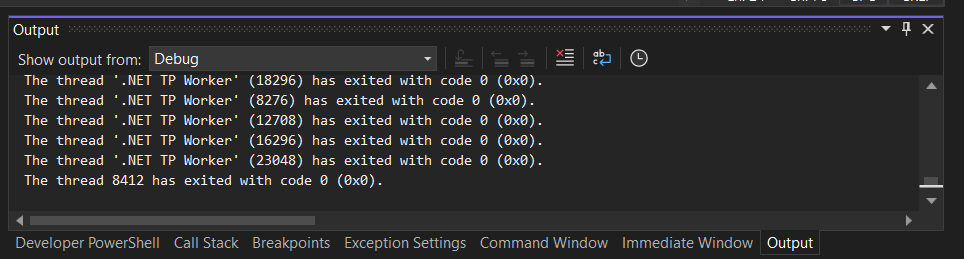 Output
Show output from: Debug
The thread '.NET TP Worker' (18296) has exited with code 0 (0x0).
The thread '.NET TP Worker' (8276) has exited with code 0 (0x0).
The thread '.NET TP Worker' (12708) has exited with code 0 (0x0).
The thread '.NET TP Worker' (16296) has exited with code 0 (0x0).
The thread '.NET TP Worker' (23048) has exited with code 0 (0x0).
The thread 8412 has exited with code 0 (0x0).
Developer PowerShell Call Stack Breakpoints Exception Settings Command Window Immediate Window Output